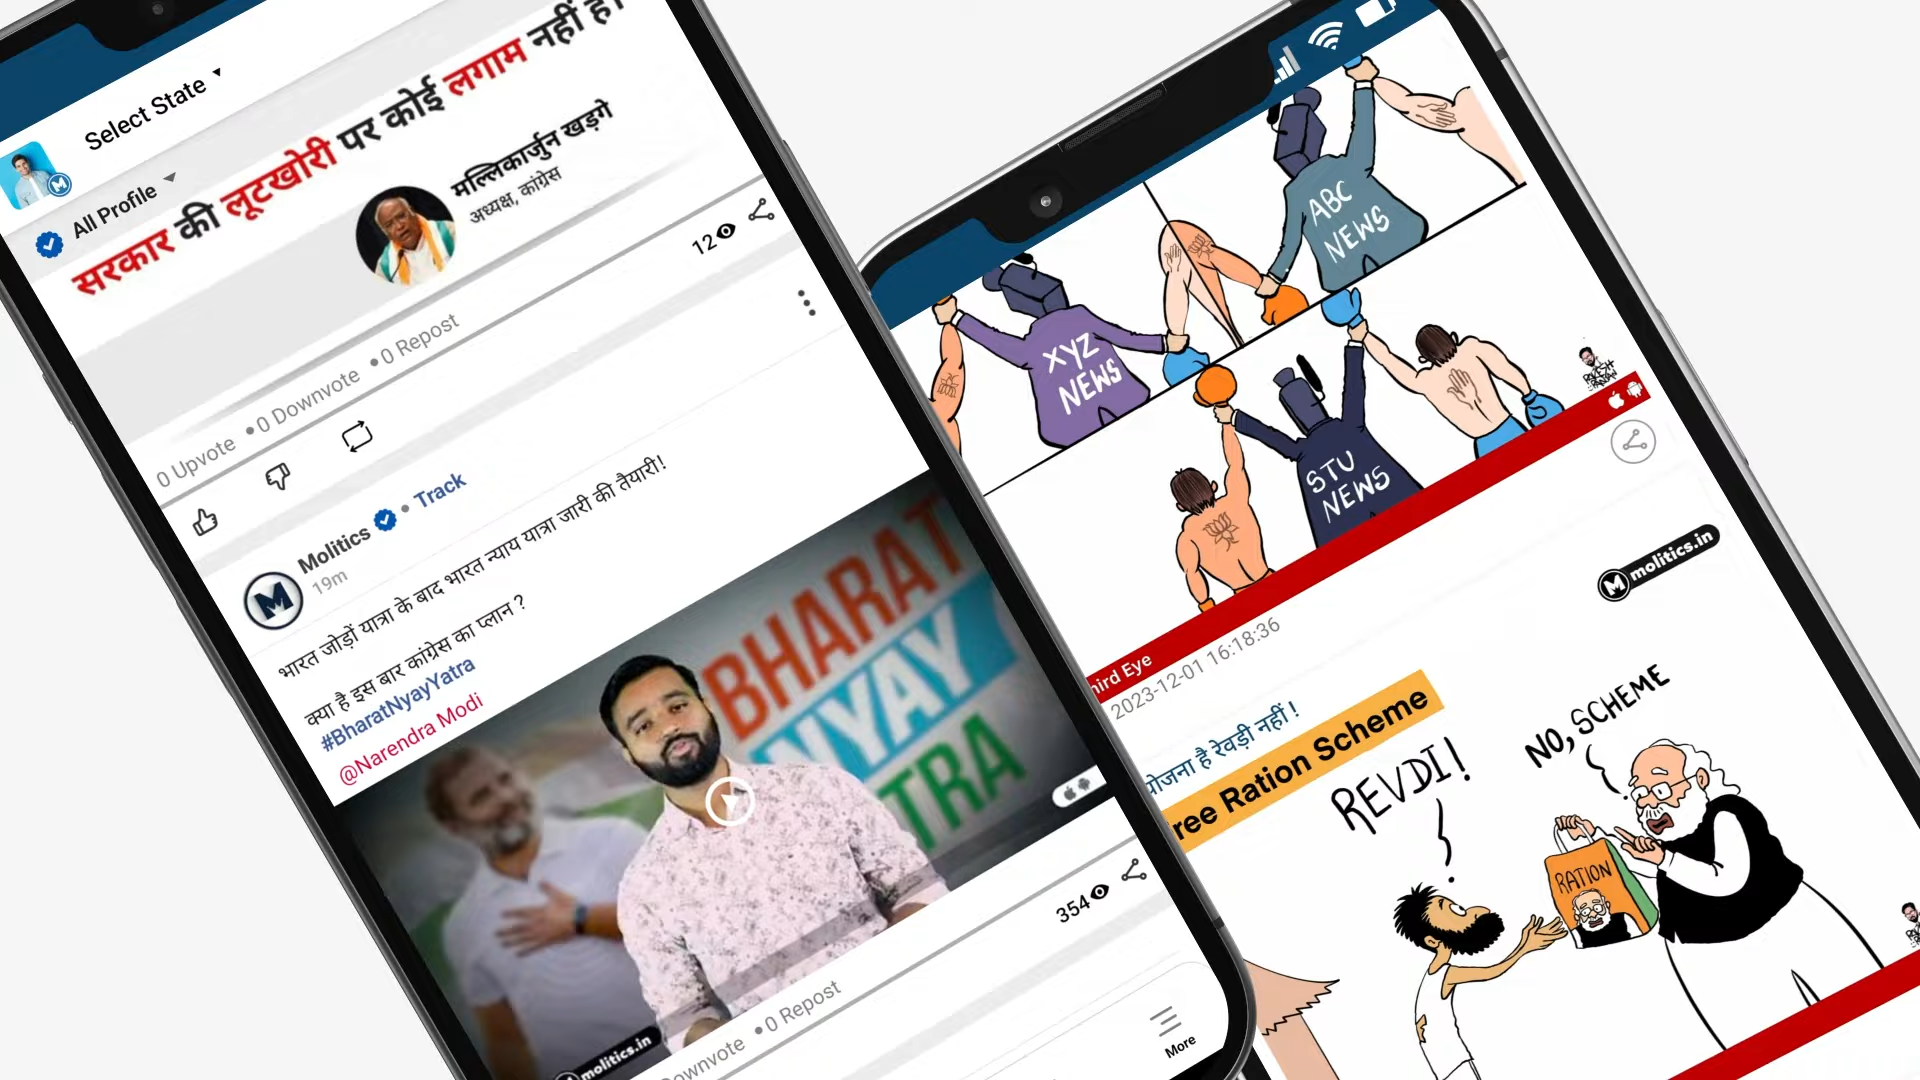 Select State
All Profile
सरकार की लूटखोरी पर कोई लगाम नहीं है।
मल्लिकार्जुन खड़गे
अध्यक्ष, कांग्रेस
12
0 Upvote • 0 Downvote • 0 Repost
Molitics • Track
19m
भारत जोड़ों यात्रा के बाद भारत न्याय यात्रा जारी की तैयारी!
क्या है इस बार कांग्रेस का प्लान ?
#BharatNyayYatra
@Narendra Modi
BHARAT
NYAY
TRA
molitics.in
354
ownvote • 0 Repost
More
ABC
NEWS
XYZ
NEWS
STU
NEWS
hird Eye
2023-12-01 16:18:36
molitics.in
योजना है रेवड़ी नहीं !
ree Ration Scheme
REVDI!
NO, SCHEME
RATION